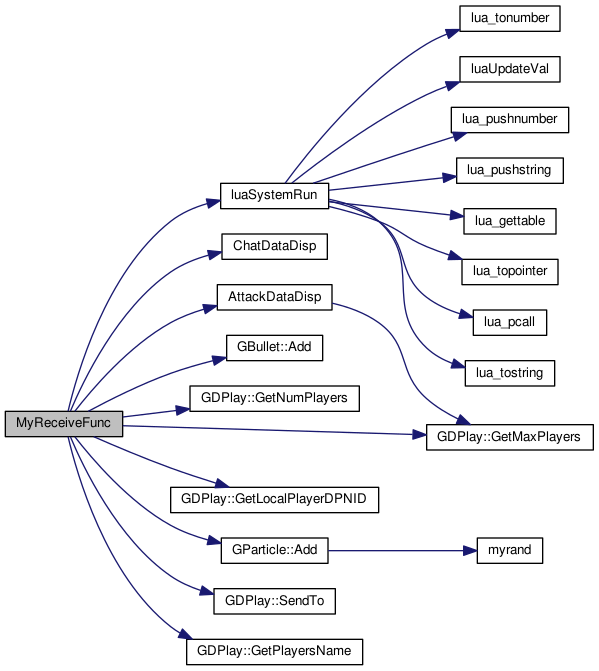 lua_tonumber
luaUpdateVal
lua_pushnumber
lua_pushstring
luaSystemRun
lua_gettable
ChatDataDisp
lua_topointer
AttackDataDisp
lua_pcall
GBullet::Add
lua_tostring
GDPlay::GetNumPlayers
MyReceiveFunc
GDPlay::GetMaxPlayers
GDPlay::GetLocalPlayerDPNID
GParticle::Add
myrand
GDPlay::SendTo
GDPlay::GetPlayersName